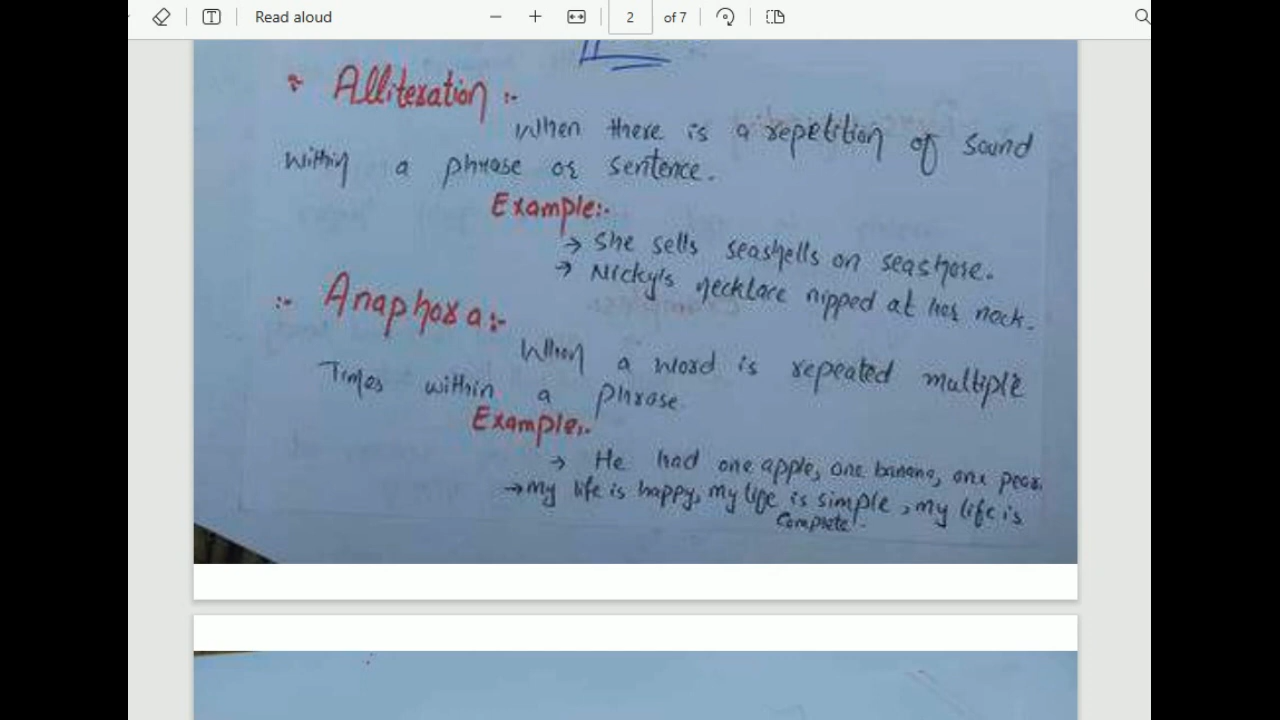 Read aloud
2 of 7
Alliteration :-
When there is a repetition of sound
within a phrase or sentence.
Example:-
→ She sells seashells on seashore.
→ Nicky's necklace nipped at her neck.
:- Anaphora:-
When a word is repeated multiple
Times within a phrase.
Example:-
→ He had one apple, one banana, one pear.
→ my life is happy, my life is simple, my life is
Complete.